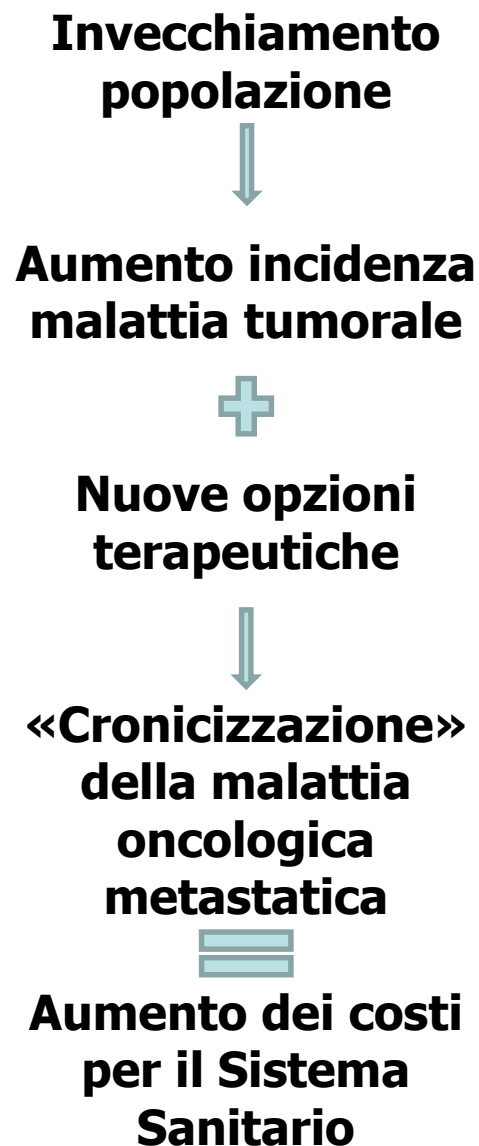 Invecchiamento
popolazione
Aumento incidenza
malattia tumorale
Nuove opzioni
terapeutiche
«Cronicizzazione»
della malattia
oncologica
metastatica
Aumento dei costi
per il Sistema
Sanitario